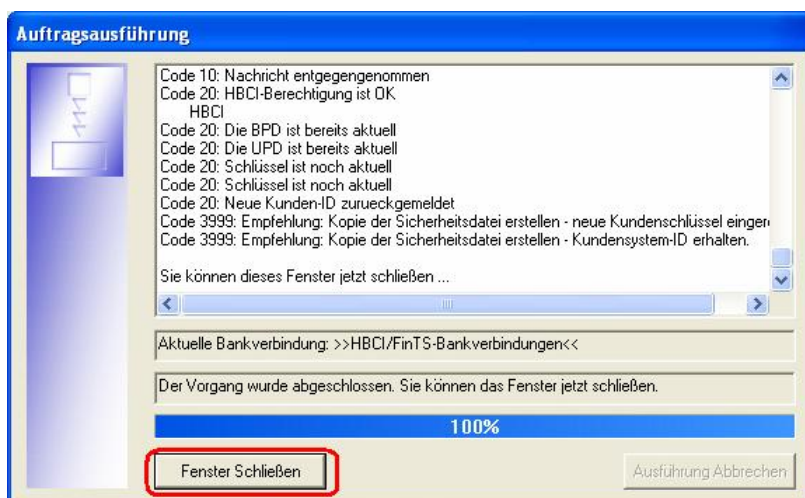 Auftragsausführung
Code 10: Nachricht entgegengenommen
Code 20: HBCI-Berechtigung ist OK
HBCI
Code 20: Die BPD ist bereits aktuell
Code 20: Die UPD ist bereits aktuell
Code 20: Schlüssel ist noch aktuell
Code 20: Schlüssel ist noch aktuell
Code 20: Neue Kunden-ID zurueckgemeldet
Code 3999: Empfehlung: Kopie der Sicherheitsdatei erstellen - neue Kundenschlüssel eingere
Code 3999: Empfehlung: Kopie der Sicherheitsdatei erstellen - Kundensystem-ID erhalten.
Sie können dieses Fenster jetzt schließen ...
Aktuelle Bankverbindung: >>HBCI/FinTS-Bankverbindungen<<
Der Vorgang wurde abgeschlossen. Sie können das Fenster jetzt schließen.
100%
Fenster Schließen
Ausführung Abbrechen